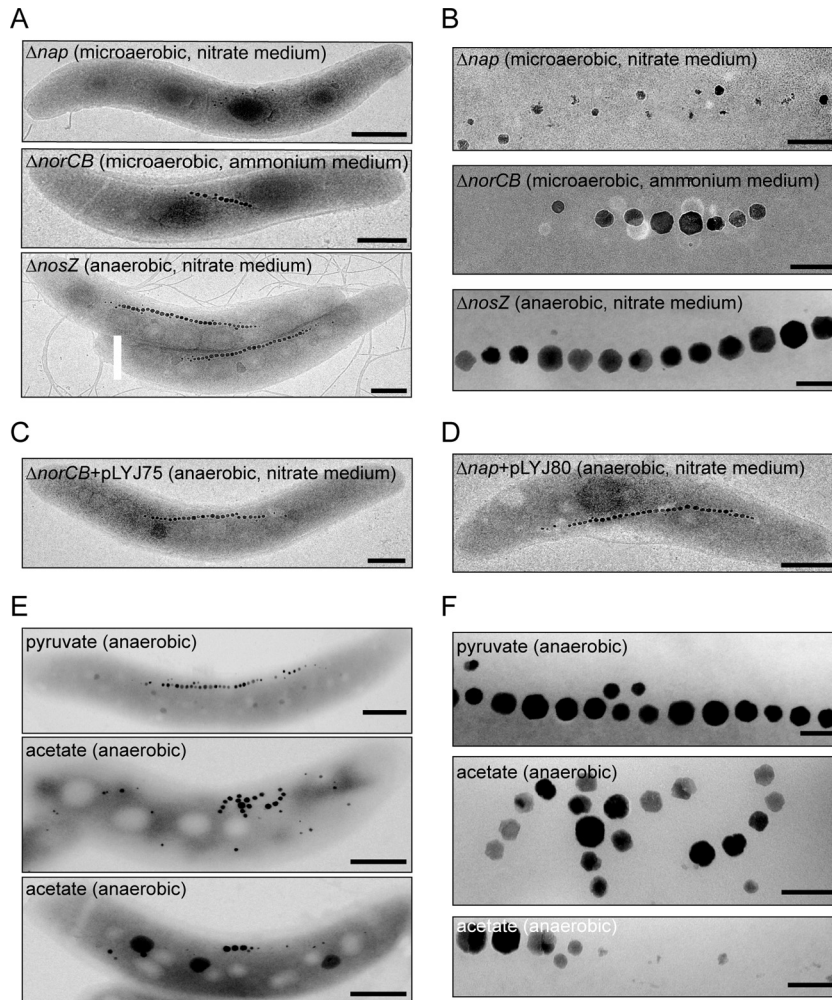 A
Δnap (microaerobic, nitrate medium)
ΔnorCB (microaerobic, ammonium medium)
ΔnosZ (anaerobic, nitrate medium)
B
Δnap (microaerobic, nitrate medium)
ΔnorCB (microaerobic, ammonium medium)
ΔnosZ (anaerobic, nitrate medium)
C
ΔnorCB+pLYJ75 (anaerobic, nitrate medium)
D
Δnap+pLYJ80 (anaerobic, nitrate medium)
E
pyruvate (anaerobic)
acetate (anaerobic)
acetate (anaerobic)
F
pyruvate (anaerobic)
acetate (anaerobic)
acetate (anaerobic)